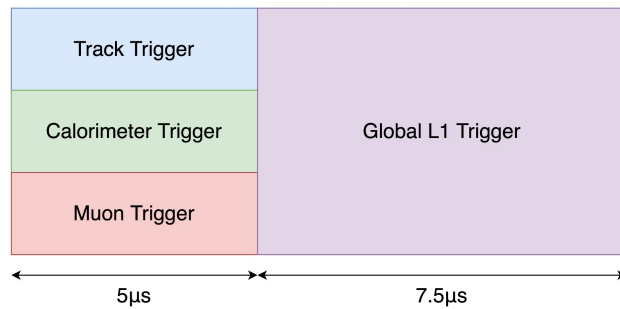 Track Trigger
Calorimeter Trigger
Global L1 Trigger
Muon Trigger
5μs
7.5μs